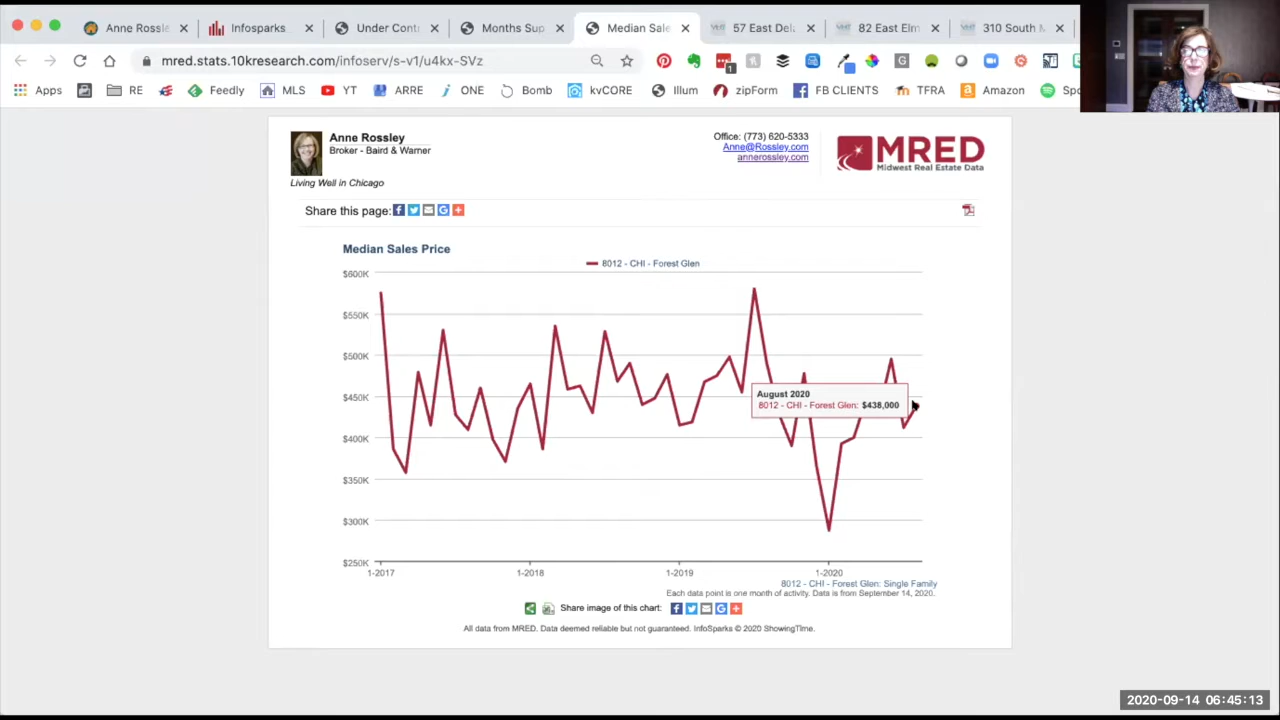 Anne Rossle
Infosparks
Under Cont
Months Sup
Median Sale
57 East Dela
82 East Elm
310 South M
mred.stats.10kresearch.com/infoserv/s-v1/u4kx-SVz
1
G
Apps
RE
Feedly
MLS
YT
ARRE
ONE
Bomb
kvCORE
Illum
zipForm
FB CLIENTS
TFRA
Amazon
Spo
Anne Rossley
Broker - Baird & Warner
Living Well in Chicago
Office: (773) 620-5333
Anne@Rossley.com
annerossley.com
MRED
Midwest Real Estate Data
Share this page:
Median Sales Price
8012 - CHI - Forest Glen
$600K
$550K
$500K
$450K
$400K
$350K
$300K
$250K
August 2020
8012 - CHI - Forest Glen: $438,000
1-2017
1-2018
1-2019
1-2020
8012 - CHI - Forest Glen: Single Family
Each data point is one month of activity. Data is from September 14, 2020.
Share image of this chart:
All data from MRED. Data deemed reliable but not guaranteed. InfoSparks © 2020 ShowingTime.
2020-09-14 06:45:13